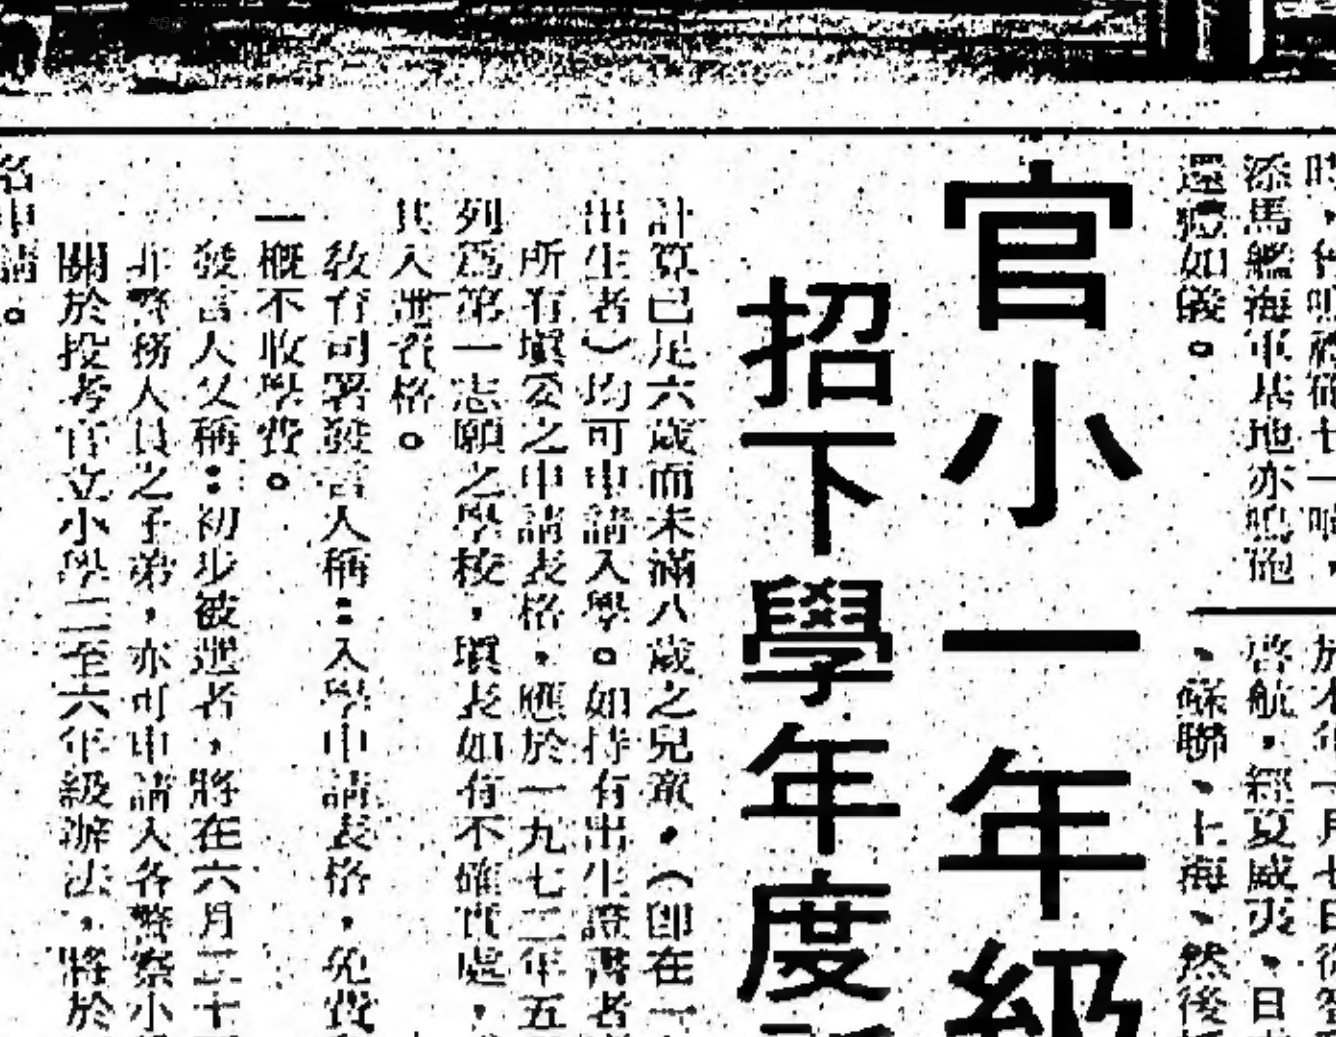 時，
添馬艦海軍基地亦鳴炮
還禮如儀。
啓航，經夏威夷、日
、蘇聯、上海、然後
官小一年級
招下學年度
計算已足六歲而未滿八歲之兒童，（即在一
出生者）均可申請入學。如持有出生證書者
所有填妥之申請表格，應於一九七二年五
列爲第一志願之學校，填表如有不確實處，
其入選資格。
敎育司署發言人稱：入學申請表格，免費
一概不收學費。
發言人又稱：初步被選者，將在六月三十
非警務人員之子弟，亦可申請入各警察小
關於投考官立小學二至六年級辦法，將於
名申請。